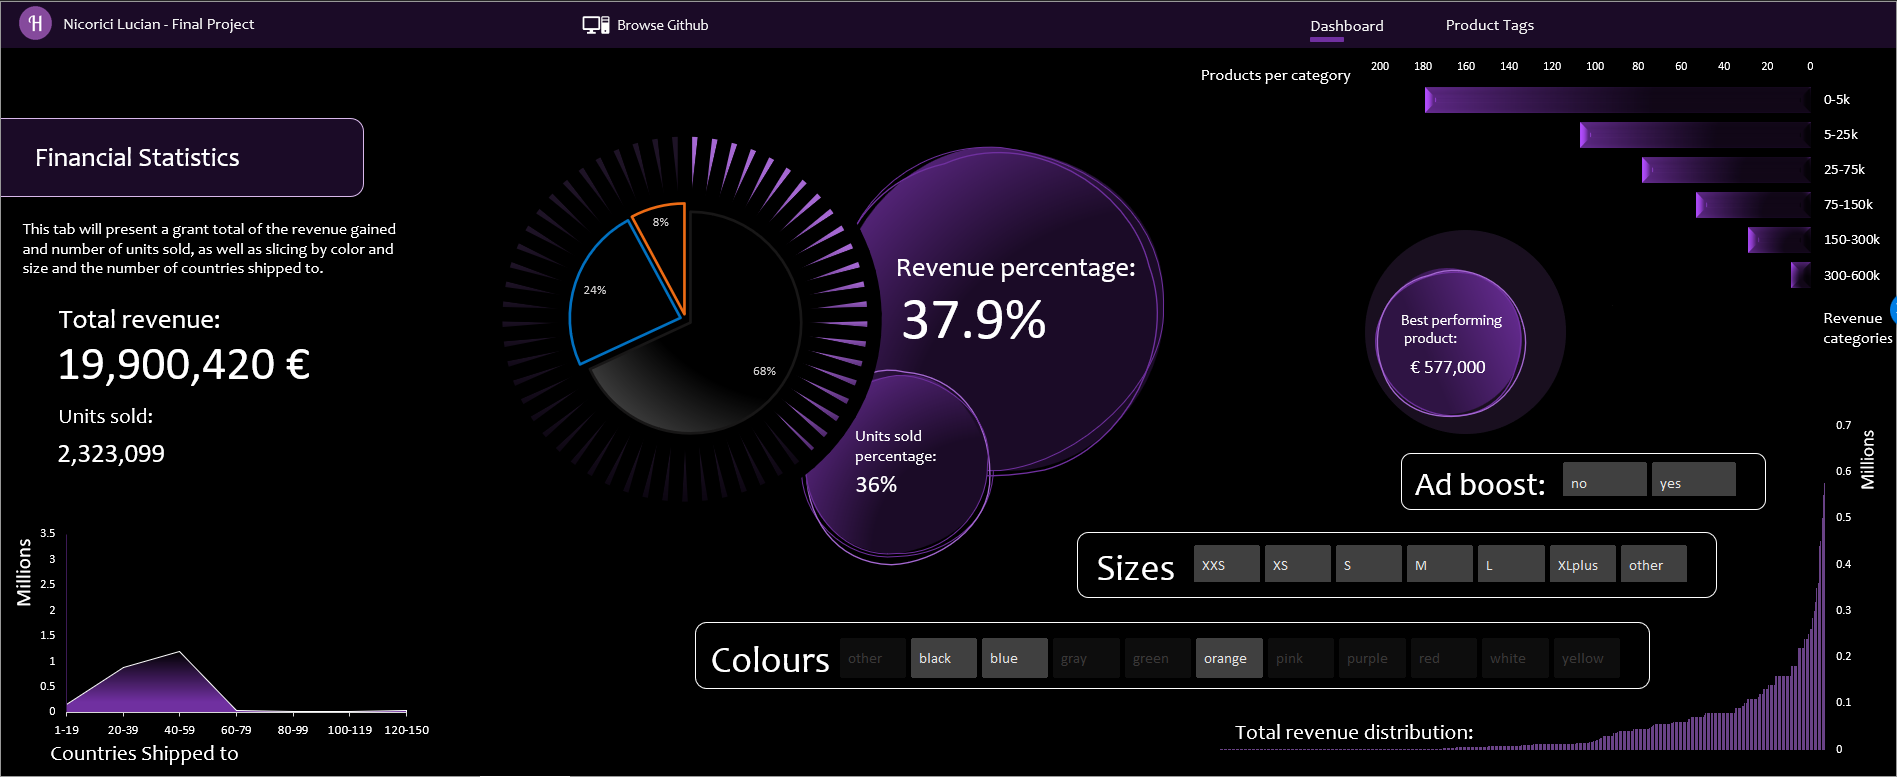 H
Nicorici Lucian - Final Project
Browse Github
Dashboard
Product Tags
Products per category
200 180 160 140 120 100 80 60 40 20 0
0-5k
5-25k
25-75k
75-150k
150-300k
300-600k
Revenue
categories
Financial Statistics
This tab will present a grant total of the revenue gained
and number of units sold, as well as slicing by color and
size and the number of countries shipped to.
Total revenue:
19,900,420 €
Units sold:
2,323,099
8%
24%
68%
Revenue percentage:
37.9%
Units sold
percentage:
36%
Best performing
product:
€ 577,000
Ad boost:
no
yes
Sizes
XXS
XS
S
M
L
XLplus
other
Colours
other
black
blue
gray
green
orange
pink
purple
red
white
yellow
Millions
3.5
3
2.5
2
1.5
1
0.5
0
1-19 20-39 40-59 60-79 80-99 100-119 120-150
Countries Shipped to
Total revenue distribution:
Millions
0.7
0.6
0.5
0.4
0.3
0.2
0.1
0